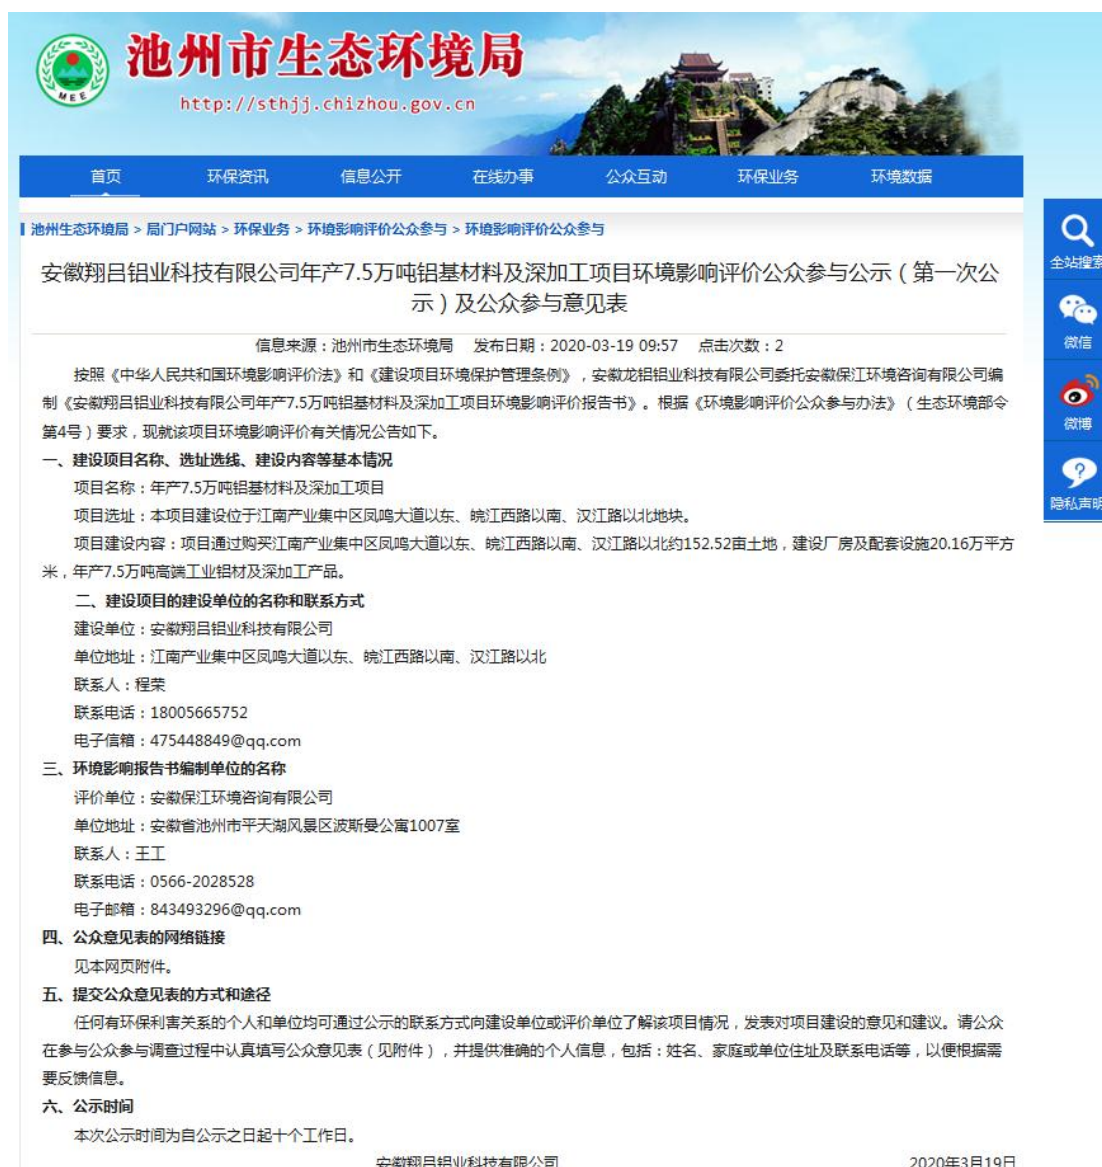 池州市生态环境局
MEE
http://sthjj.chizhou.gov.cn
首页 环保资讯 信息公开 在线办事 公众互动 环保业务 环境数据
池州生态环境局 > 局门户网站 > 环保业务 > 环境影响评价公众参与 > 环境影响评价公众参与
安徽翔吕铝业科技有限公司年产7.5万吨铝基材料及深加工项目环境影响评价公众参与公示（第一次公
示）及公众参与意见表
信息来源：池州市生态环境局 发布日期：2020-03-19 09:57 点击次数：2
按照《中华人民共和国环境影响评价法》和《建设项目环境保护管理条例》，安徽龙铝铝业科技有限公司委托安徽保江环境咨询有限公司编
制《安徽翔吕铝业科技有限公司年产7.5万吨铝基材料及深加工项目环境影响评价报告书》。根据《环境影响评价公众参与办法》（生态环境部令
第4号）要求，现就该项目环境影响评价有关情况公告如下。
一、建设项目名称、选址选线、建设内容等基本情况
项目名称：年产7.5万吨铝基材料及深加工项目
项目选址：本项目建设位于江南产业集中区凤鸣大道以东、皖江西路以南、汉江路以北地块。
项目建设内容：项目通过购买江南产业集中区凤鸣大道以东、皖江西路以南、汉江路以北约152.52亩土地，建设厂房及配套设施20.16万平方
米，年产7.5万吨高端工业铝材及深加工产品。
二、建设项目的建设单位的名称和联系方式
建设单位：安徽翔吕铝业科技有限公司
单位地址：江南产业集中区凤鸣大道以东、皖江西路以南、汉江路以北
联系人：程荣
联系电话：18005665752
电子信箱：475448849@qq.com
三、环境影响报告书编制单位的名称
评价单位：安徽保江环境咨询有限公司
单位地址：安徽省池州市平天湖风景区波斯曼公寓1007室
联系人：王工
联系电话：0566-2028528
电子邮箱：843493296@qq.com
四、公众意见表的网络链接
见本网页附件。
五、提交公众意见表的方式和途径
任何有环保利害关系的个人和单位均可通过公示的联系方式向建设单位或评价单位了解该项目情况，发表对项目建设的意见和建议。请公众
在参与公众参与调查过程中认真填写公众意见表（见附件），并提供准确的个人信息，包括：姓名、家庭或单位住址及联系电话等，以便根据需
要反馈信息。
六、公示时间
本次公示时间为自公示之日起十个工作日。
安徽翔吕铝业科技有限公司 2020年3月19日
全站搜索
微信
微博
隐私声明